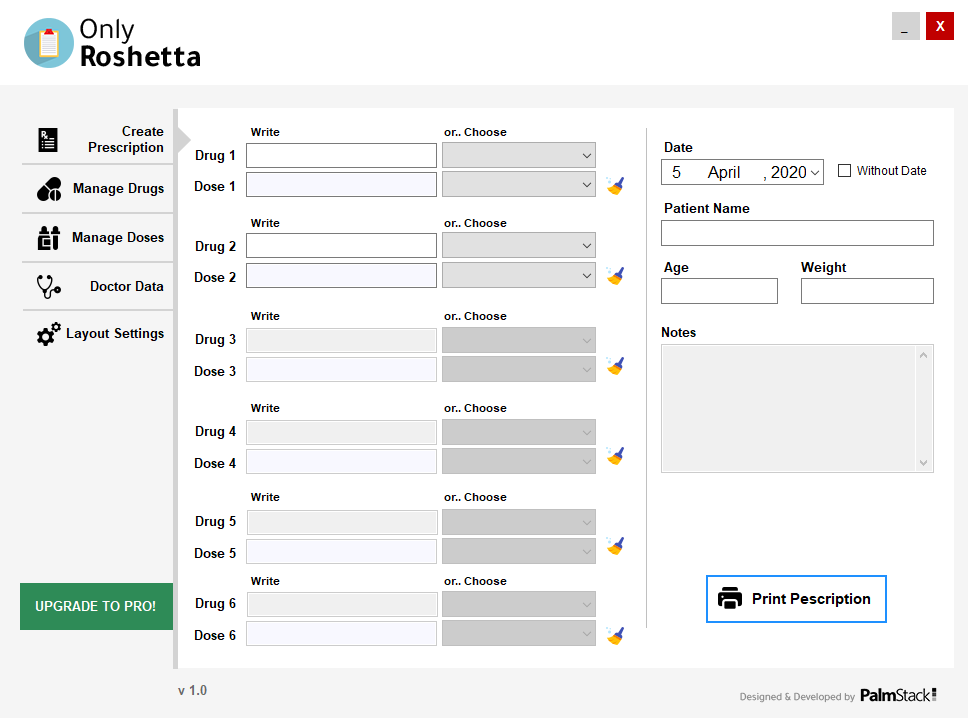 Only
Roshetta
_
X
Create
Prescription
Manage Drugs
Manage Doses
Doctor Data
Layout Settings
UPGRADE TO PRO!
Write or.. Choose
Drug 1
Dose 1
Write or.. Choose
Drug 2
Dose 2
Write or.. Choose
Drug 3
Dose 3
Write or.. Choose
Drug 4
Dose 4
Write or.. Choose
Drug 5
Dose 5
Write or.. Choose
Drug 6
Dose 6
Date
5 April , 2020
Without Date
Patient Name
Age Weight
Notes
Print Pescription
v 1.0
Designed & Developed by PalmStack